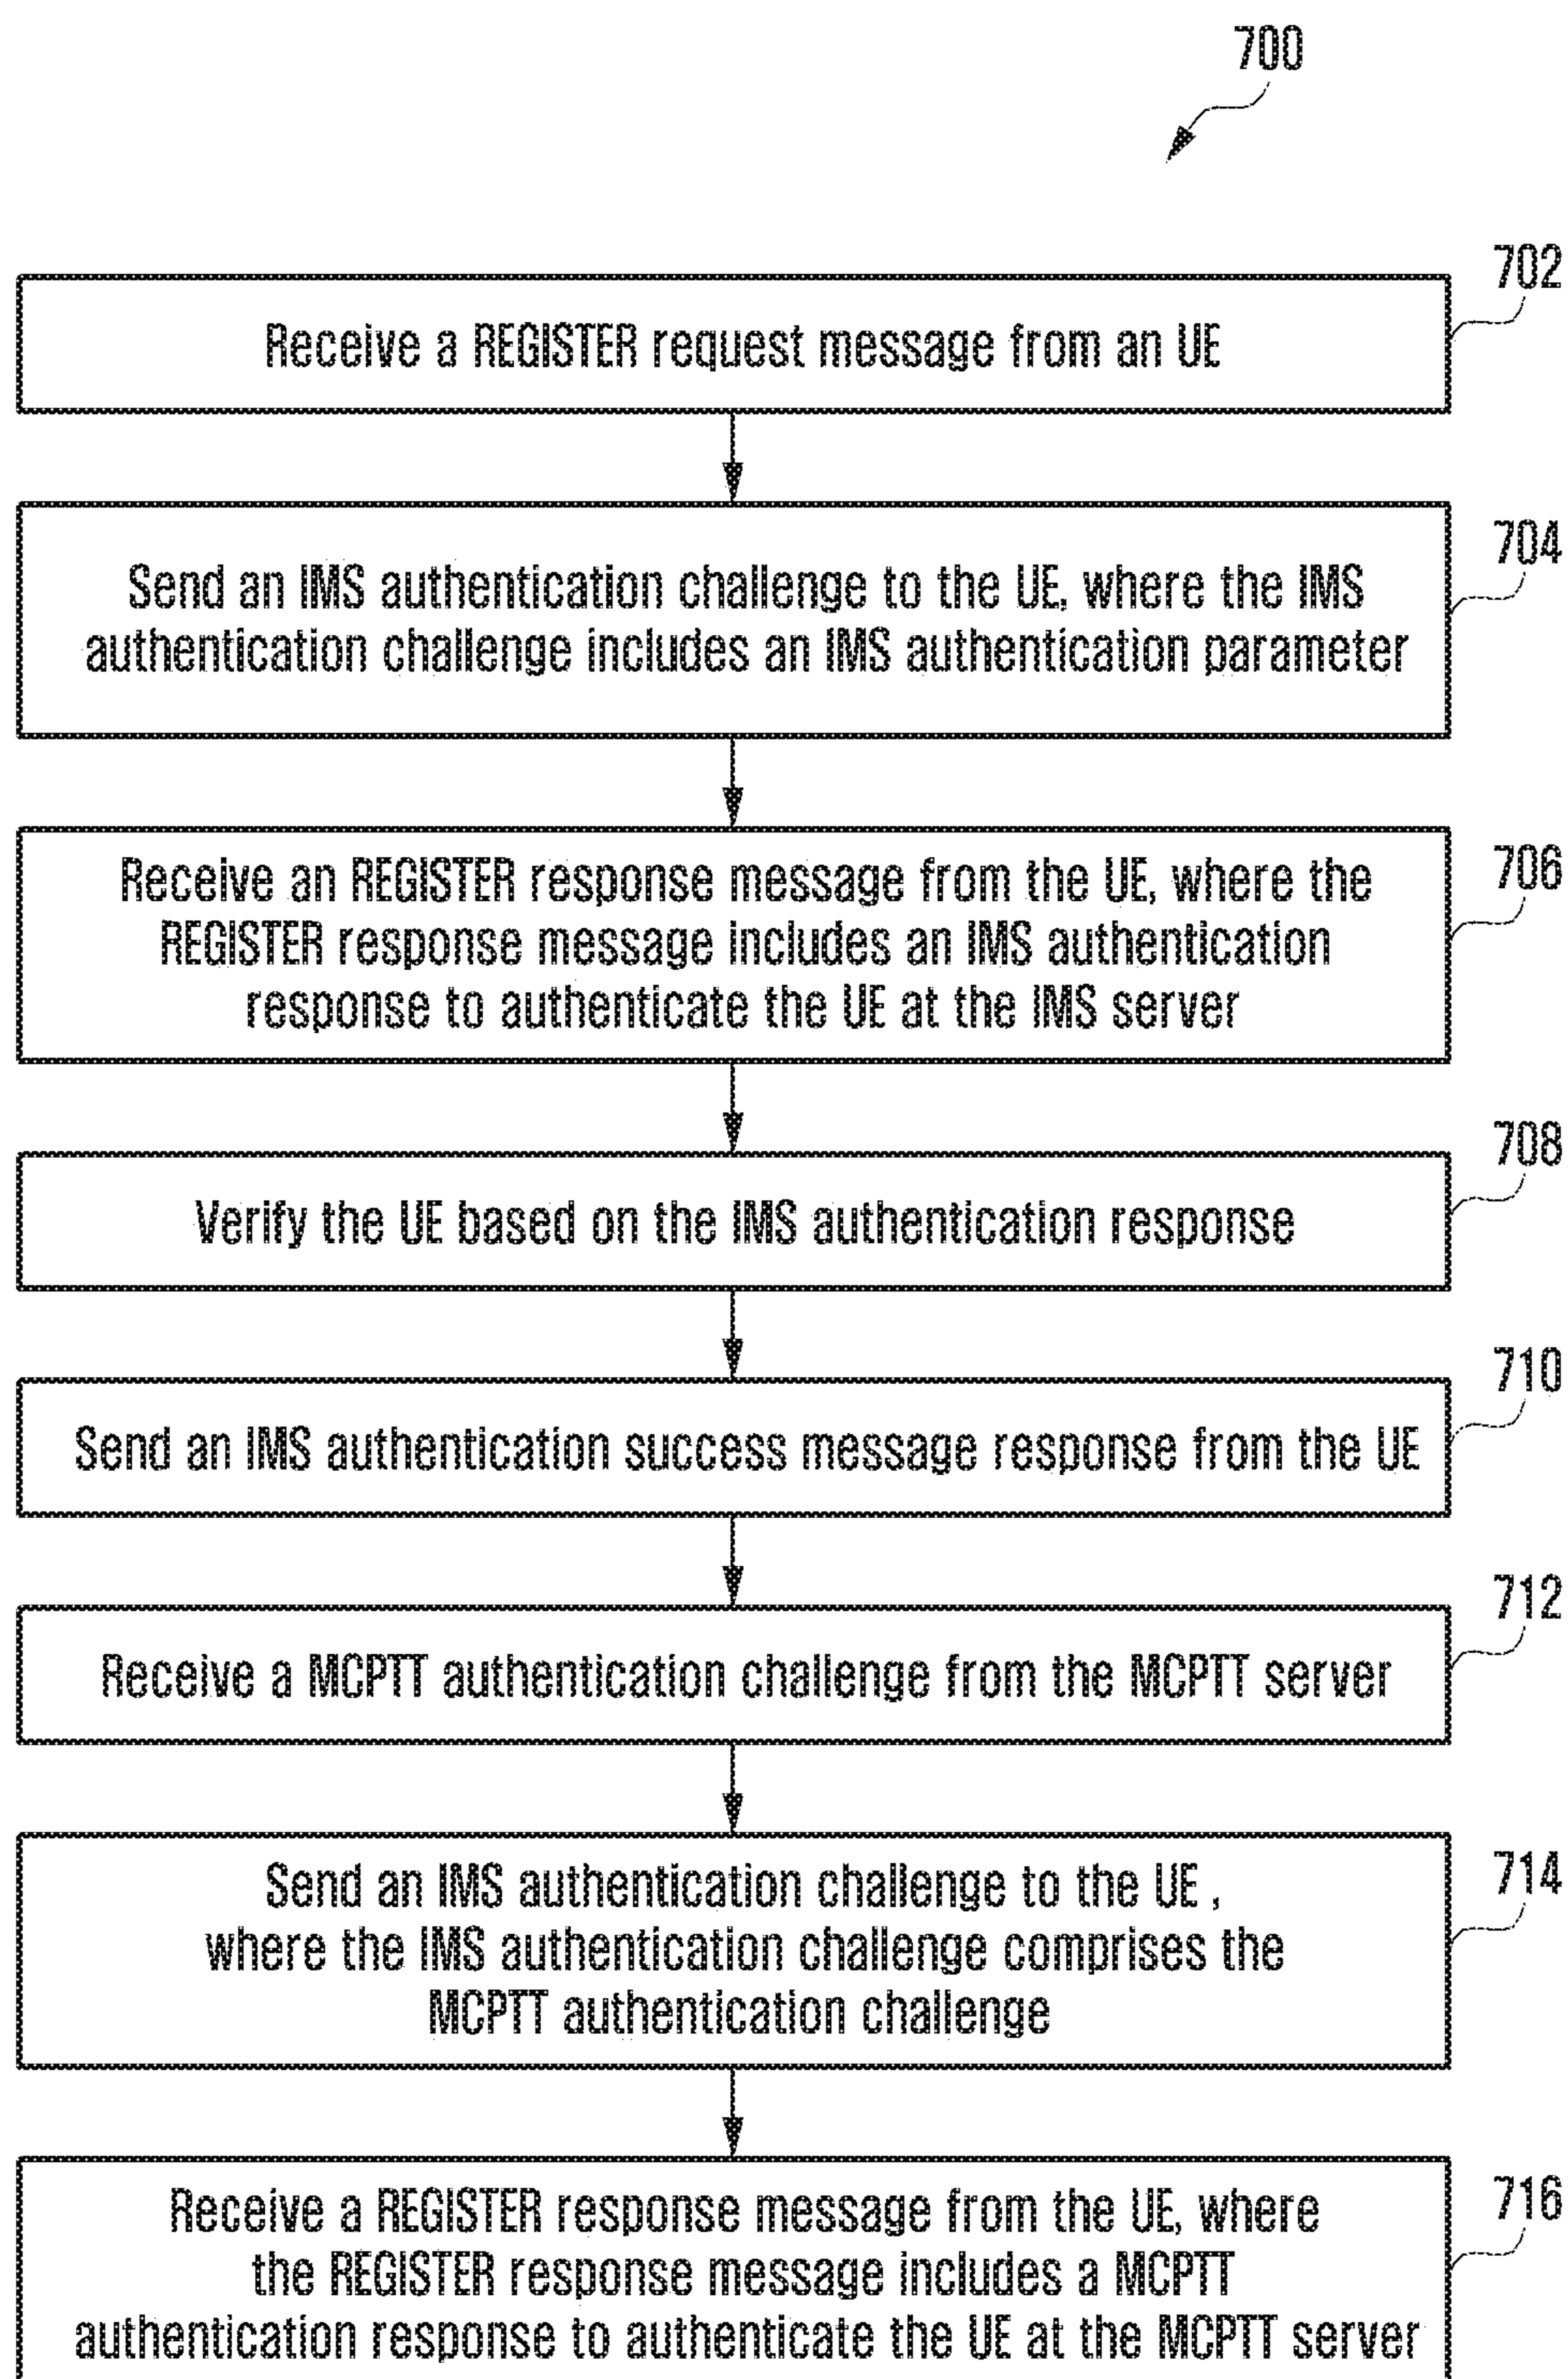 700
702
Receive a REGISTER request message from an UE
704
Send an IMS authentication challenge to the UE, where the IMS
authentication challenge includes an IMS authentication parameter
706
Receive an REGISTER response message from the UE, where the
REGISTER response message includes an IMS authentication
response to authenticate the UE at the IMS server
708
Verify the UE based on the IMS authentication response
710
Send an IMS authentication success message response from the UE
712
Receive a MCPTT authentication challenge from the MCPTT server
714
Send an IMS authentication challenge to the UE ,
where the IMS authentication challenge comprises the
MCPTT authentication challenge
716
Receive a REGISTER response message from the UE, where
the REGISTER response message includes a MCPTT
authentication response to authenticate the UE at the MCPTT server